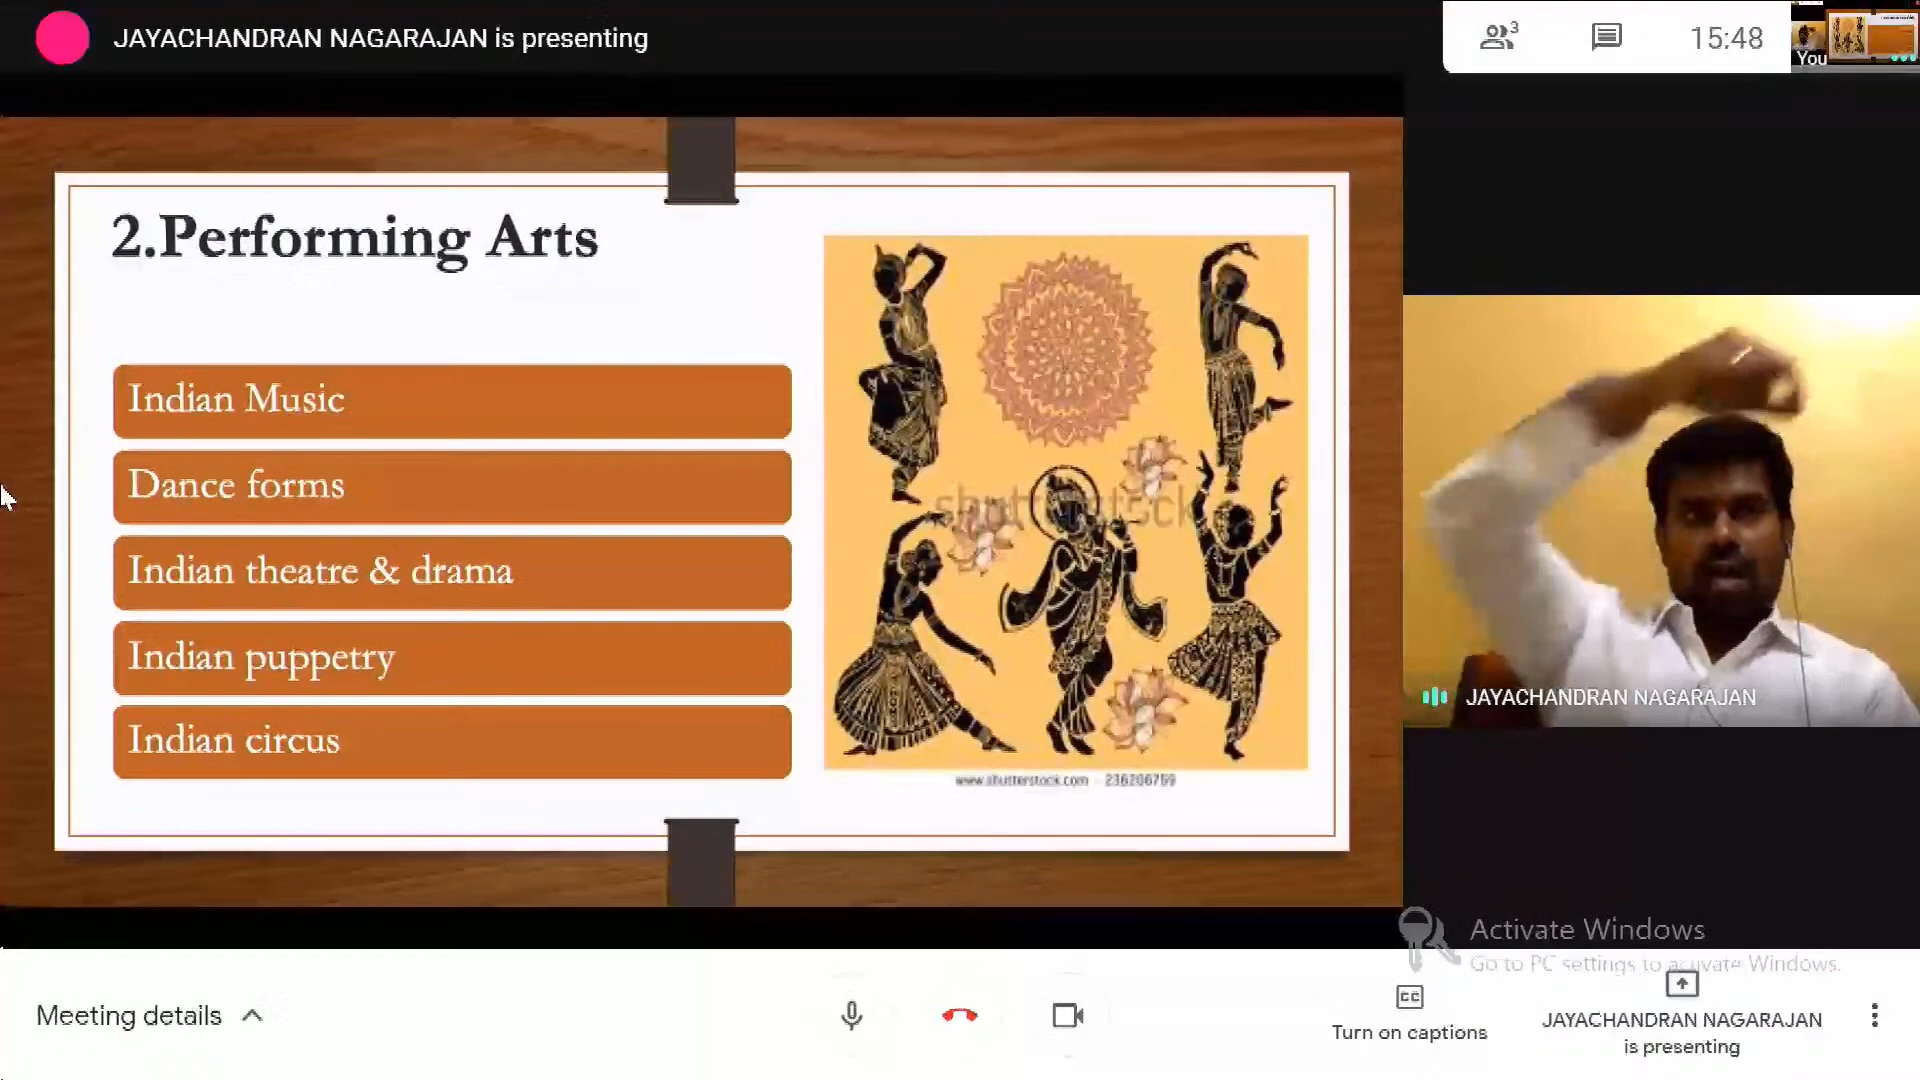 JAYACHANDRAN NAGARAJAN is presenting
3
15:48
You
2.Performing Arts
Indian Music
Dance forms
Indian theatre & drama
Indian puppetry
Indian circus
shutterstock
www.shutterstock.com · 236206759
JAYACHANDRAN NAGARAJAN
Activate Windows
Go to PC settings to activate Windows.
Meeting details
CC
Turn on captions
JAYACHANDRAN NAGARAJAN
is presenting